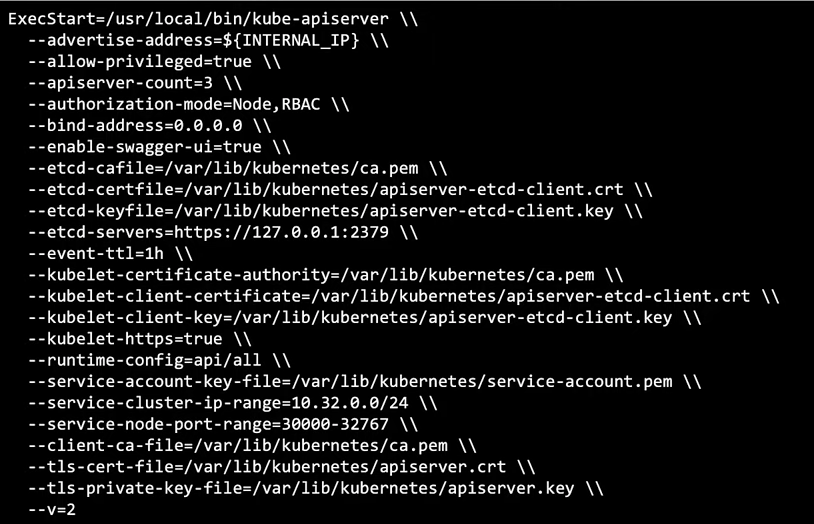 ExecStart=/usr/local/bin/kube-apiserver \\
--advertise-address=${INTERNAL_IP} \\
--allow-privileged=true \\
--apiserver-count=3 \\
--authorization-mode=Node,RBAC \\
--bind-address=0.0.0.0 \\
--enable-swagger-ui=true \\
--etcd-cafile=/var/lib/kubernetes/ca.pem \\
--etcd-certfile=/var/lib/kubernetes/apiserver-etcd-client.crt \\
--etcd-keyfile=/var/lib/kubernetes/apiserver-etcd-client.key \\
--etcd-servers=https://127.0.0.1:2379 \\
--event-ttl=1h \\
--kubelet-certificate-authority=/var/lib/kubernetes/ca.pem \\
--kubelet-client-certificate=/var/lib/kubernetes/apiserver-etcd-client.crt \\
--kubelet-client-key=/var/lib/kubernetes/apiserver-etcd-client.key \\
--kubelet-https=true \\
--runtime-config=api/all \\
--service-account-key-file=/var/lib/kubernetes/service-account.pem \\
--service-cluster-ip-range=10.32.0.0/24 \\
--service-node-port-range=30000-32767 \\
--client-ca-file=/var/lib/kubernetes/ca.pem \\
--tls-cert-file=/var/lib/kubernetes/apiserver.crt \\
--tls-private-key-file=/var/lib/kubernetes/apiserver.key \\
--v=2